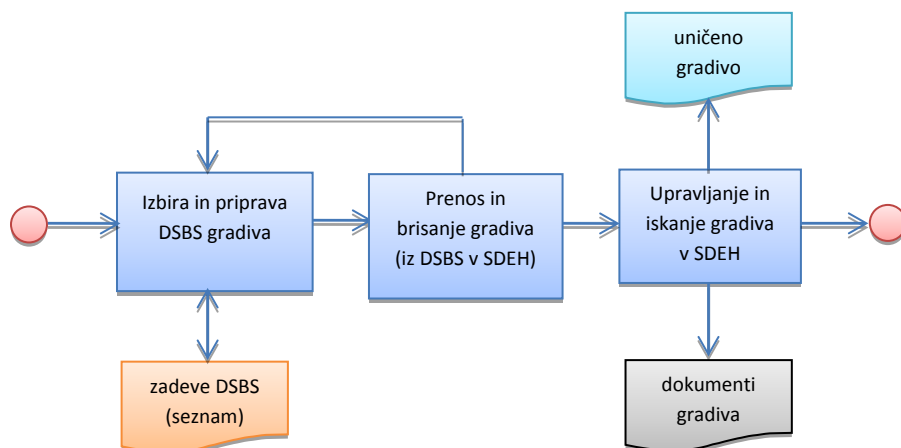 uničeno
gradivo
Izbira in priprava
DSBS gradiva
Prenos in
brisanje gradiva
(iz DSBS v SDEH)
Upravljanje in
iskanje gradiva
v SDEH
zadeve DSBS
(seznam)
dokumenti
gradiva